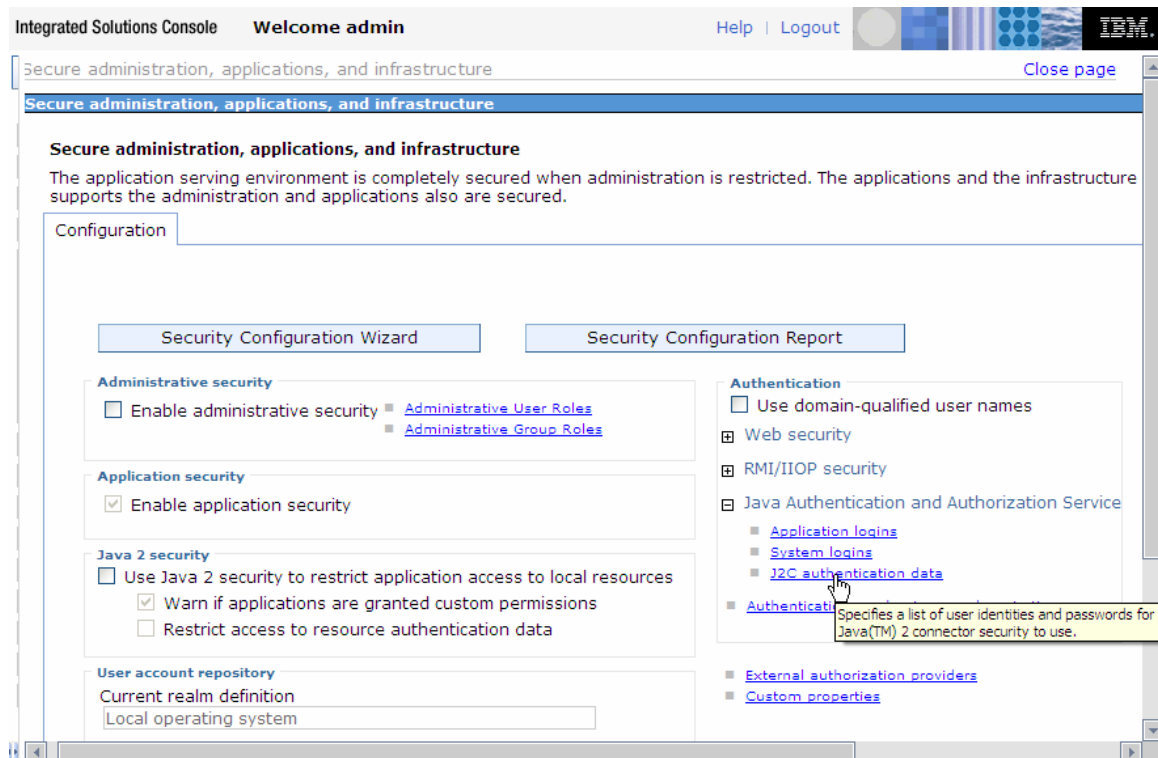 Integrated Solutions Console Welcome admin Help | Logout IBM.
Secure administration, applications, and infrastructure Close page
Secure administration, applications, and infrastructure
Secure administration, applications, and infrastructure
The application serving environment is completely secured when administration is restricted. The applications and the infrastructure
supports the administration and applications also are secured.
Configuration
Security Configuration Wizard Security Configuration Report
Administrative security
Enable administrative security
Administrative User Roles
Administrative Group Roles
Application security
Enable application security
Java 2 security
Use Java 2 security to restrict application access to local resources
Warn if applications are granted custom permissions
Restrict access to resource authentication data
User account repository
Current realm definition
Local operating system
Authentication
Use domain-qualified user names
Web security
RMI/IIOP security
Java Authentication and Authorization Service
Application logins
System logins
J2C authentication data
Specifies a list of user identities and passwords for
Java(TM) 2 connector security to use.
External authorization providers
Custom properties